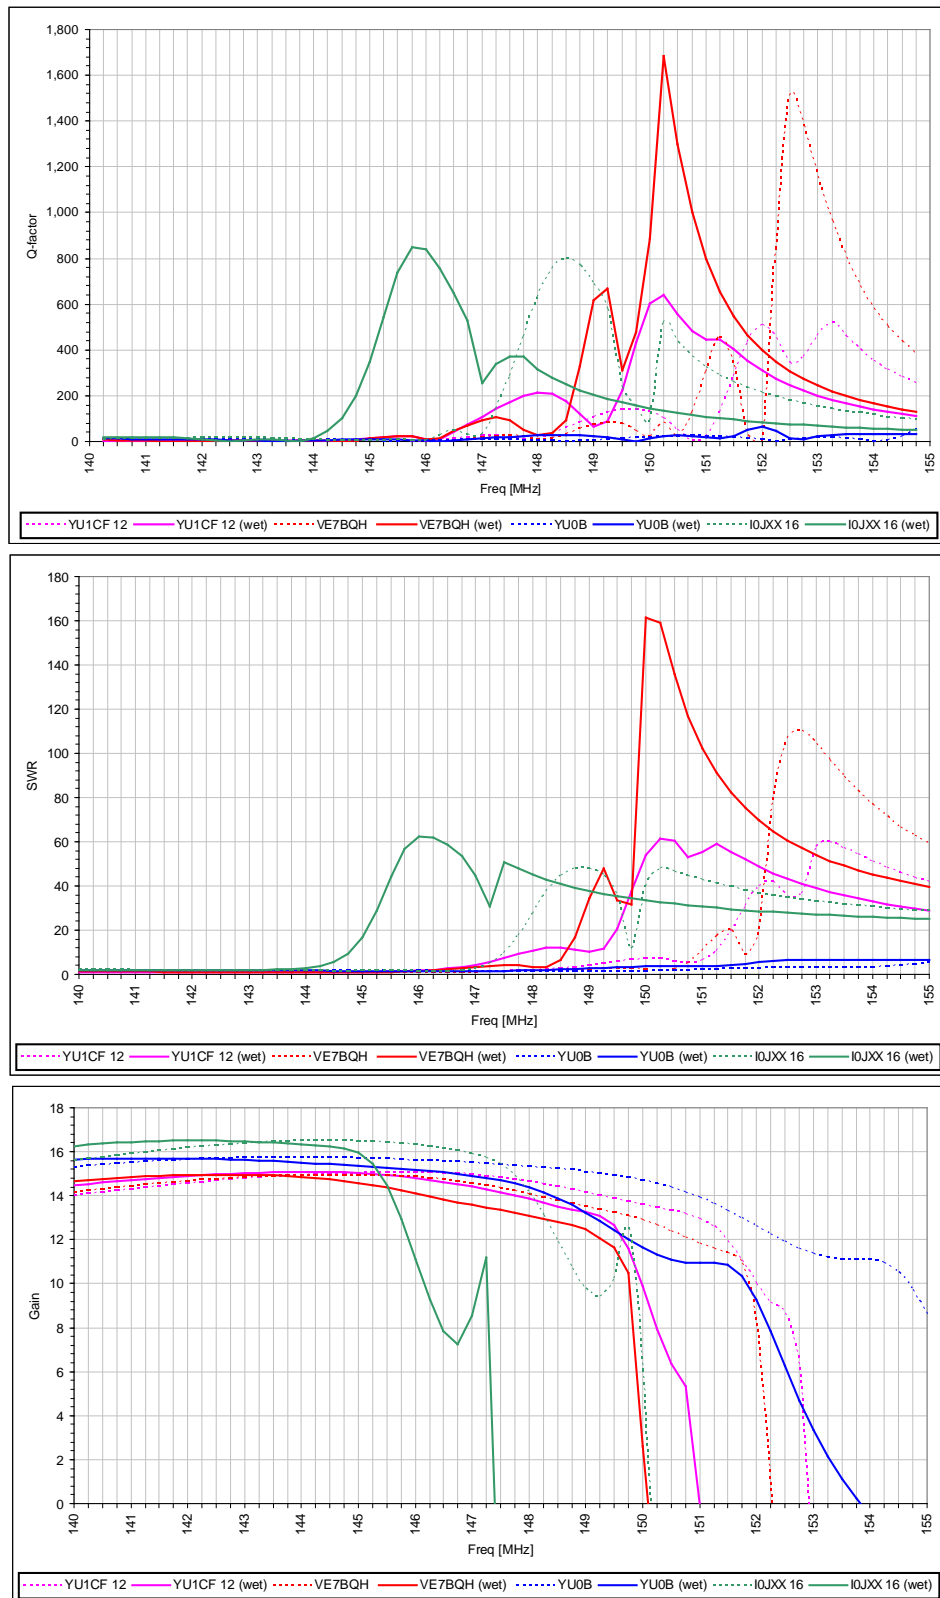 1,800
1,600
1,400
1,200
1,000
800
600
400
200
0
Q-factor
140 141 142 143 144 145 146 147 148 149 150 151 152 153 154 155
Freq [MHz]
YU1CF 12 YU1CF 12 (wet) VE7BQH VE7BQH (wet) YU0B YU0B (wet) I0JXX 16 I0JXX 16 (wet)
180
160
140
120
100
80
60
40
20
0
SWR
140 141 142 143 144 145 146 147 148 149 150 151 152 153 154 155
Freq [MHz]
YU1CF 12 YU1CF 12 (wet) VE7BQH VE7BQH (wet) YU0B YU0B (wet) I0JXX 16 I0JXX 16 (wet)
18
16
14
12
10
8
6
4
2
0
Gain
140 141 142 143 144 145 146 147 148 149 150 151 152 153 154 155
Freq [MHz]
YU1CF 12 YU1CF 12 (wet) VE7BQH VE7BQH (wet) YU0B YU0B (wet) I0JXX 16 I0JXX 16 (wet)